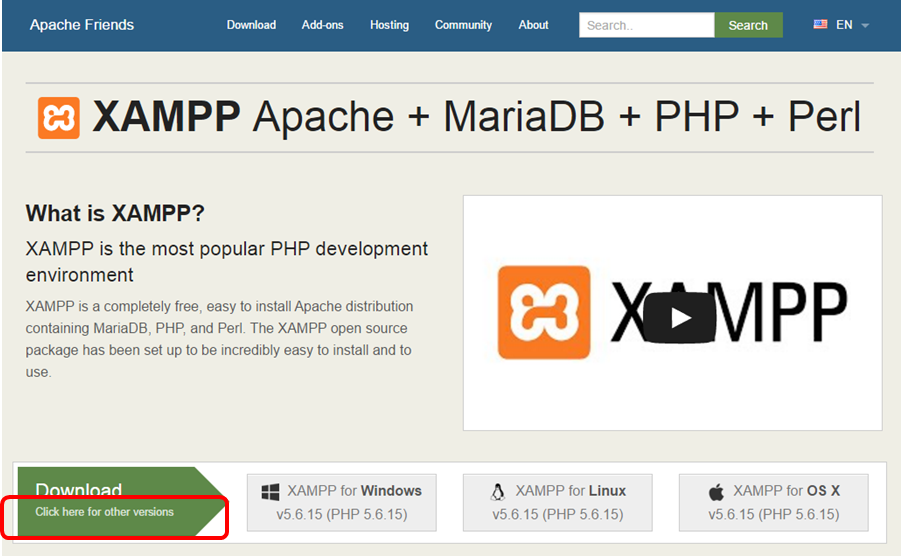 Apache Friends
Download
Add-ons
Hosting
Community
About
Search..
Search
EN
XAMPP Apache + MariaDB + PHP + Perl
What is XAMPP?
XAMPP is the most popular PHP development
environment
XAMPP is a completely free, easy to install Apache distribution
containing MariaDB, PHP, and Perl. The XAMPP open source
package has been set up to be incredibly easy to install and to
use.
XAMPP
Download
Click here for other versions
XAMPP for Windows
v5.6.15 (PHP 5.6.15)
XAMPP for Linux
v5.6.15 (PHP 5.6.15)
XAMPP for OS X
v5.6.15 (PHP 5.6.15)